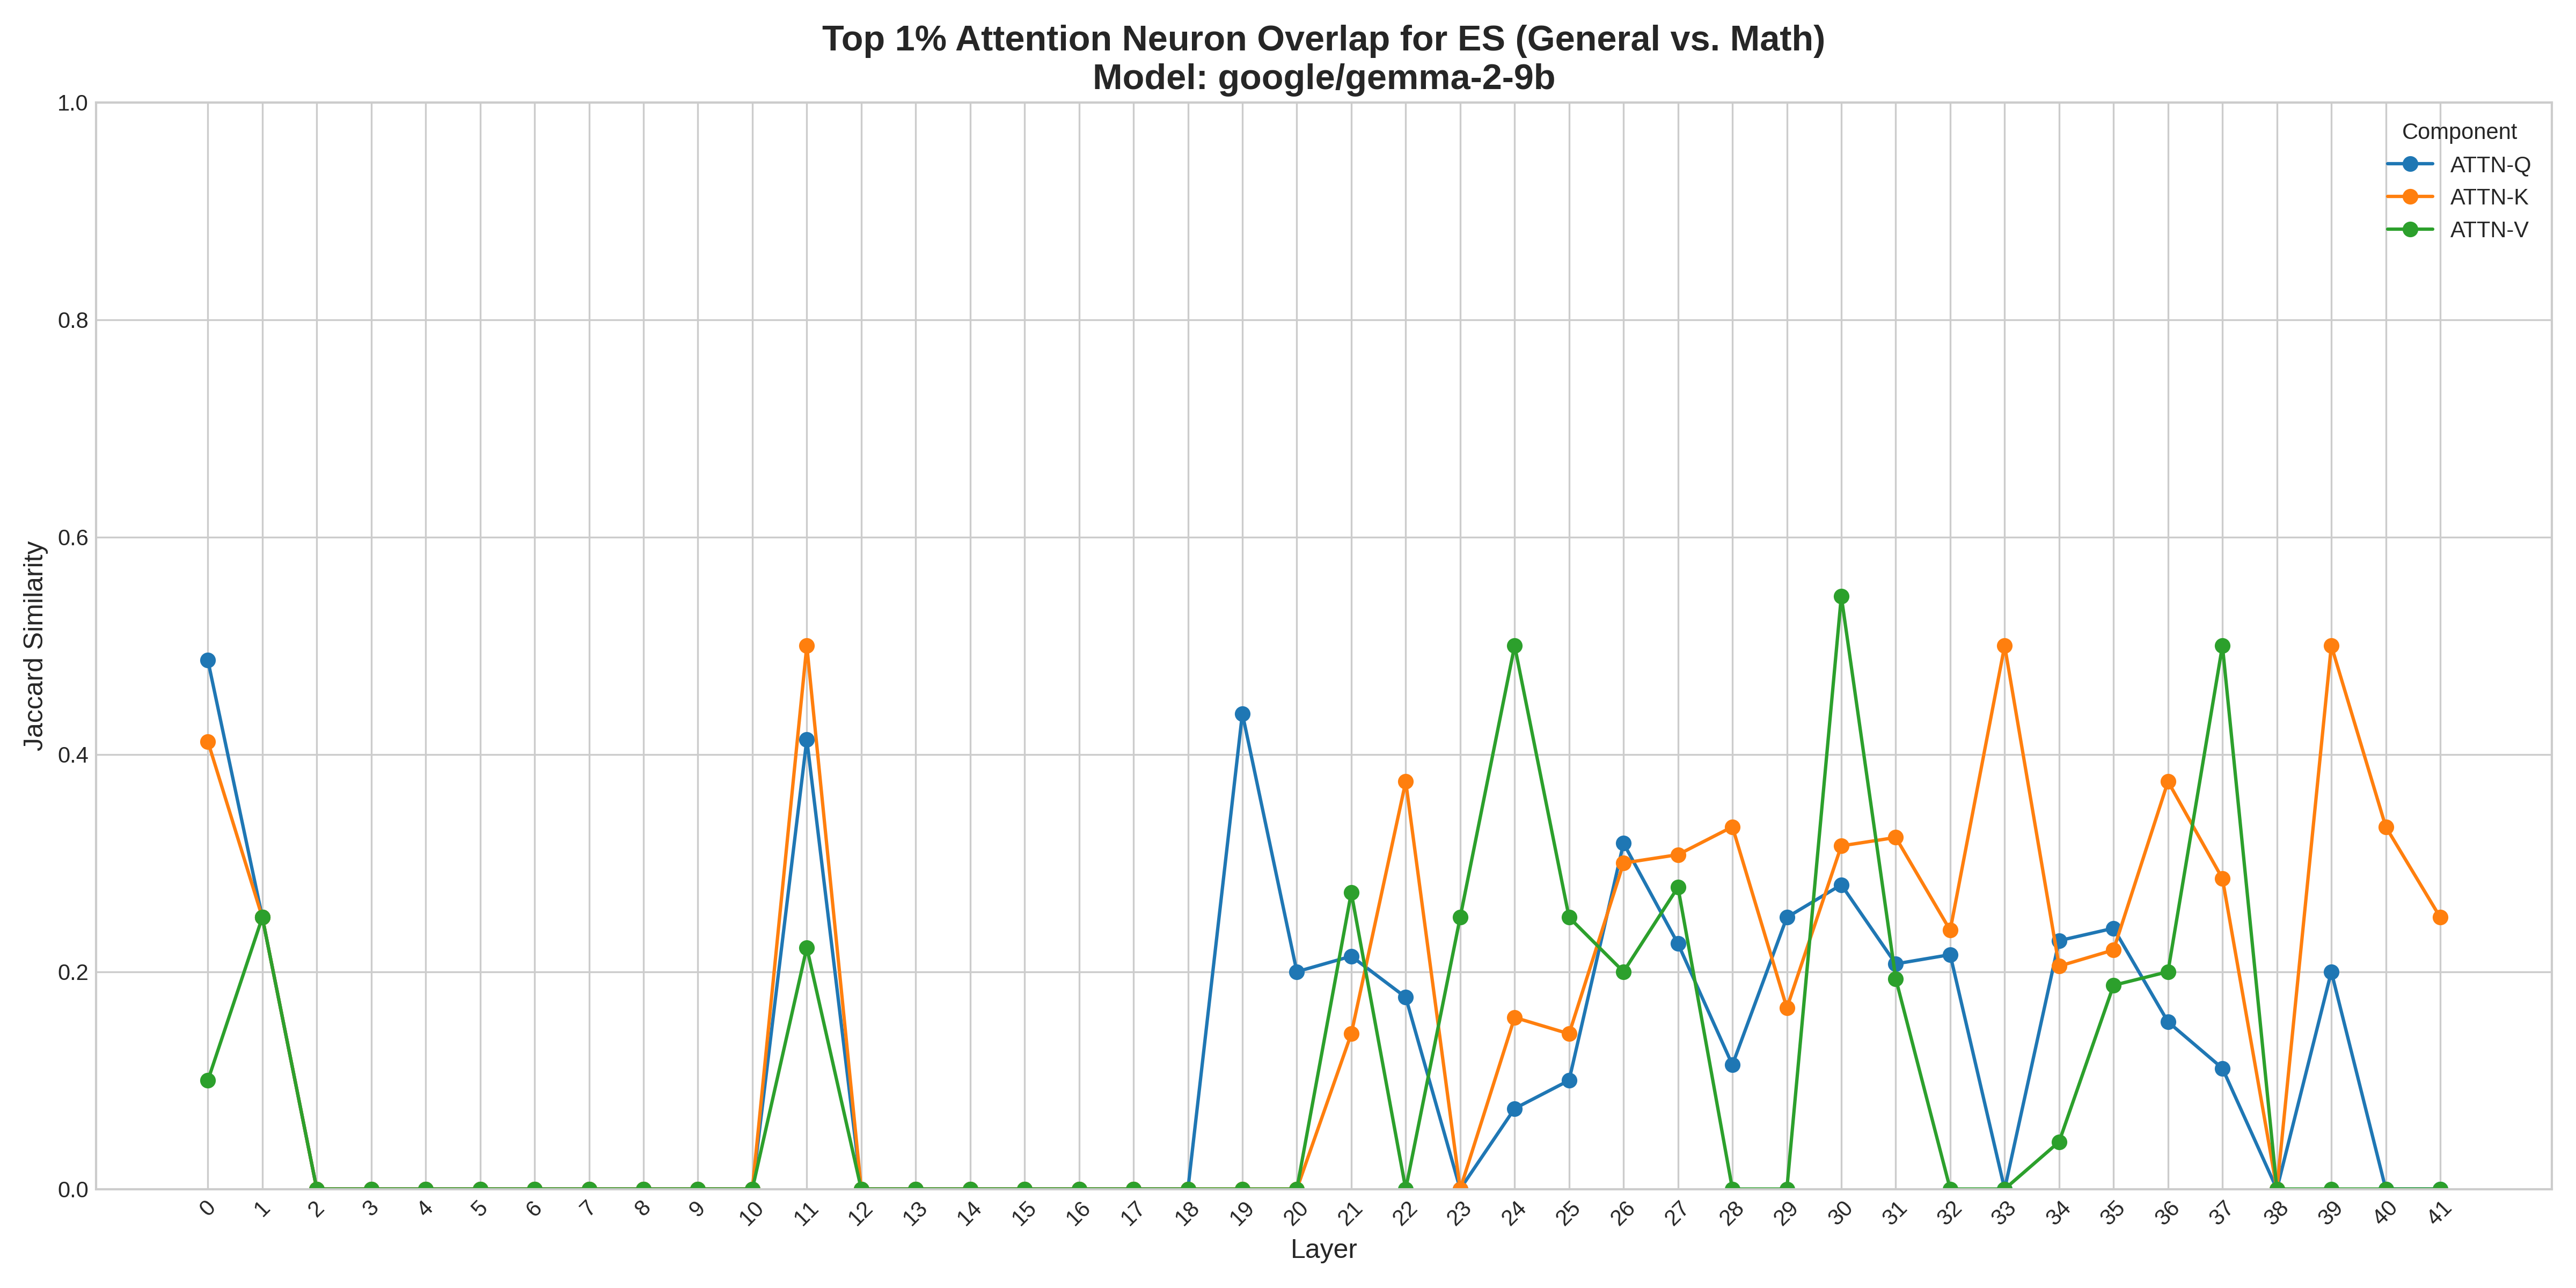 Top 1% Attention Neuron Overlap for ES (General vs. Math)
Model: google/gemma-2-9b
Component
ATTN-Q
ATTN-K
ATTN-V
Jaccard Similarity
1.0
0.8
0.6
0.4
0.2
0.0
0 1 2 3 4 5 6 7 8 9 10 11 12 13 14 15 16 17 18 19 20 21 22 23 24 25 26 27 28 29 30 31 32 33 34 35 36 37 38 39 40 41
Layer